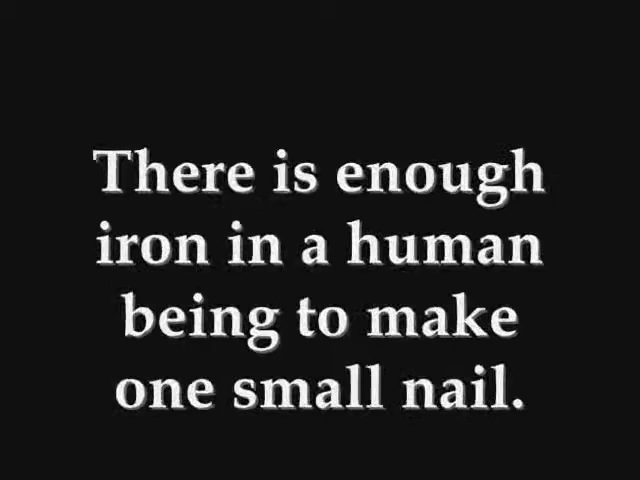 There is enough
iron in a human
being to make
one small nail.